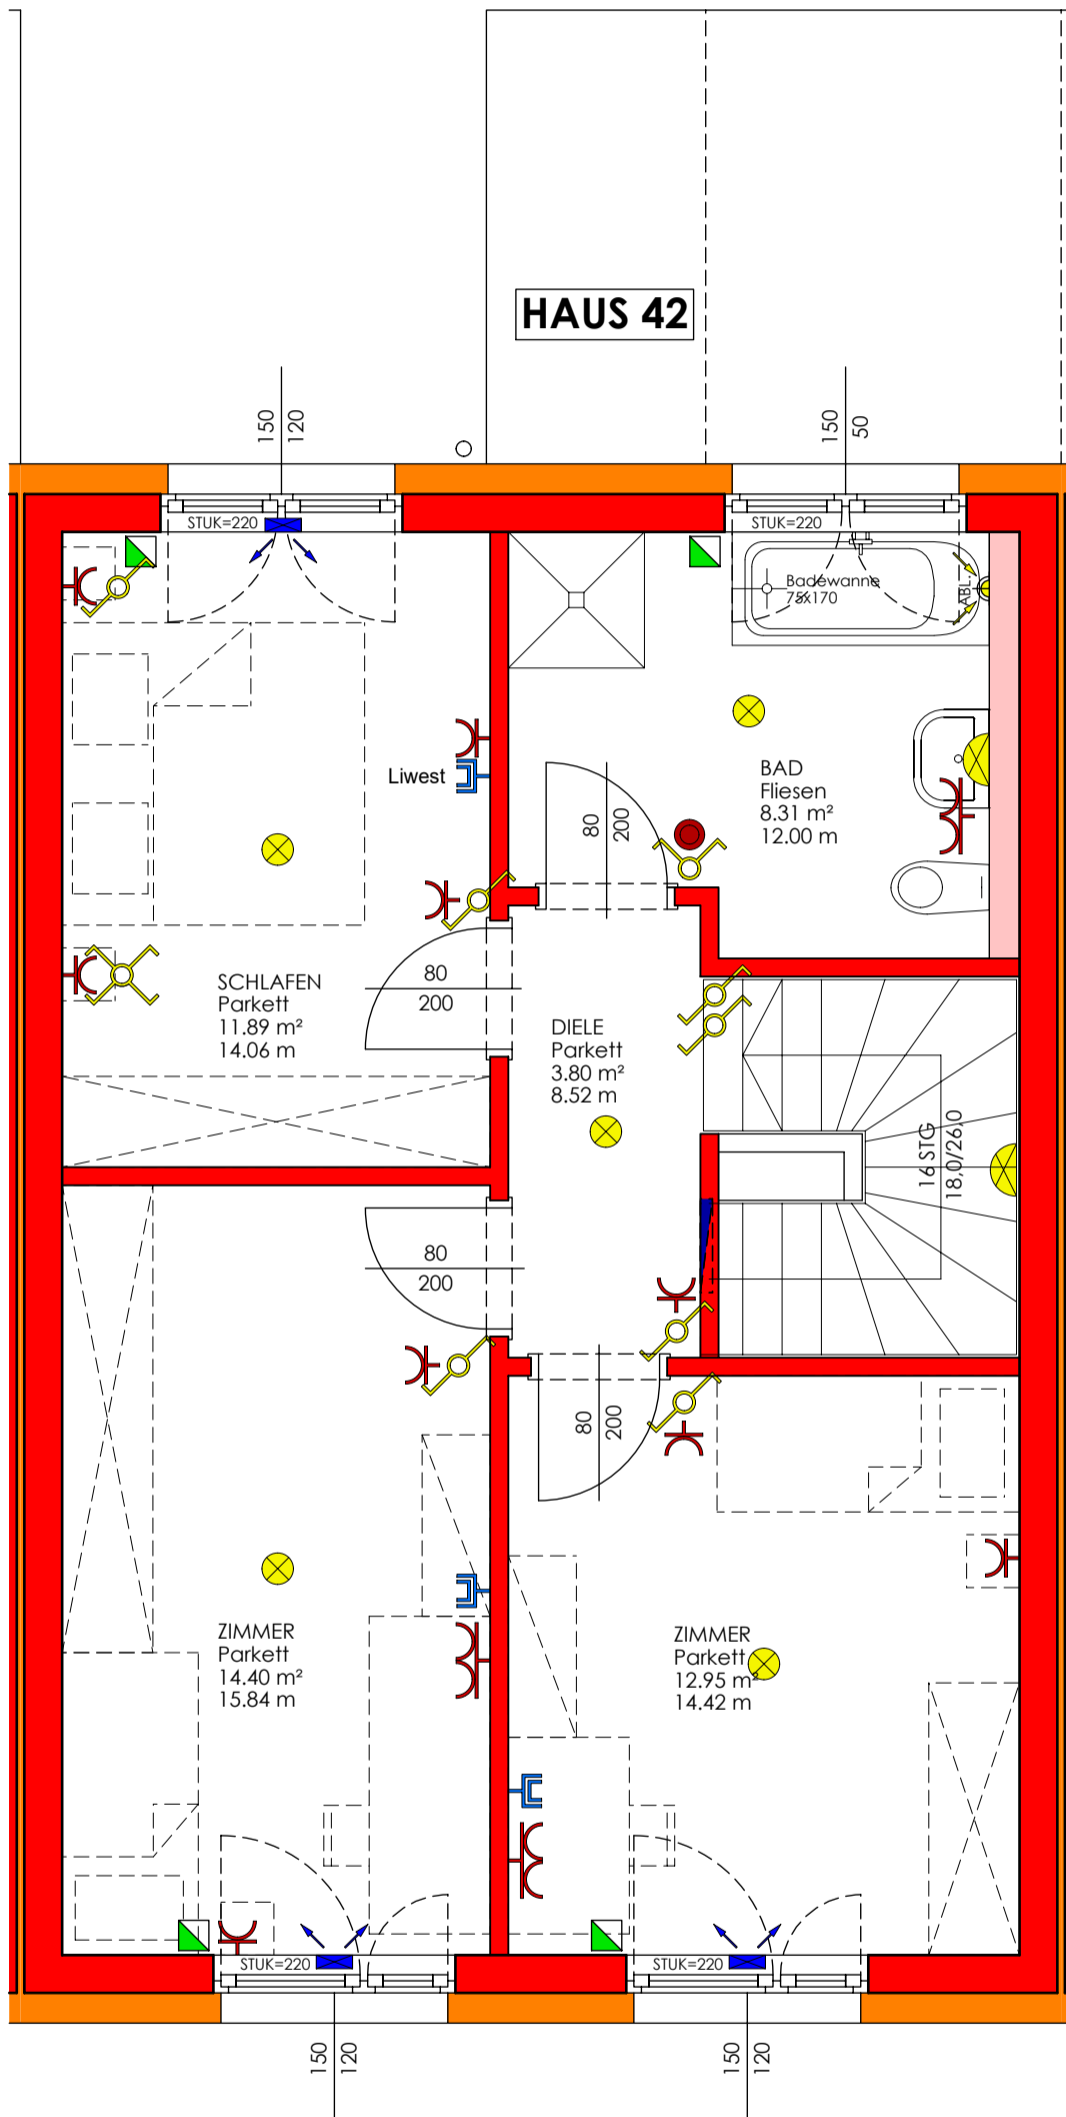 HAUS 42
150
120
150
50
STUK=220
STUK=220
Badewanne
75x170
ABL.
Liwest
BAD
Fliesen
8.31 m²
12.00 m
80
200
SCHLAFEN
Parkett
11.89 m²
14.06 m
80
200
DIELE
Parkett
3.80 m²
8.52 m
16 STG
18,0/26,0
80
200
80
200
ZIMMER
Parkett
14.40 m²
15.84 m
ZIMMER
Parkett
12.95 m²
14.42 m
STUK=220
STUK=220
150
120
150
120